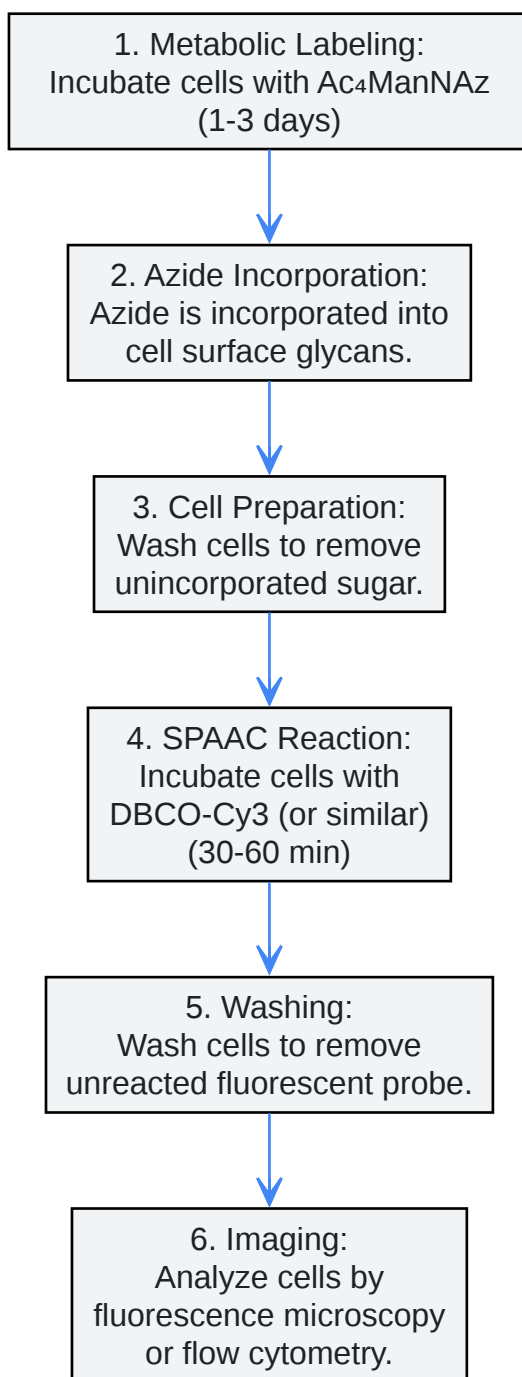 1. Metabolic Labeling:
Incubate cells with Ac₄ManNAz
(1-3 days)
2. Azide Incorporation:
Azide is incorporated into
cell surface glycans.
3. Cell Preparation:
Wash cells to remove
unincorporated sugar.
4. SPAAC Reaction:
Incubate cells with
DBCO-Cy3 (or similar)
(30-60 min)
5. Washing:
Wash cells to remove
unreacted fluorescent probe.
6. Imaging:
Analyze cells by
fluorescence microscopy
or flow cytometry.